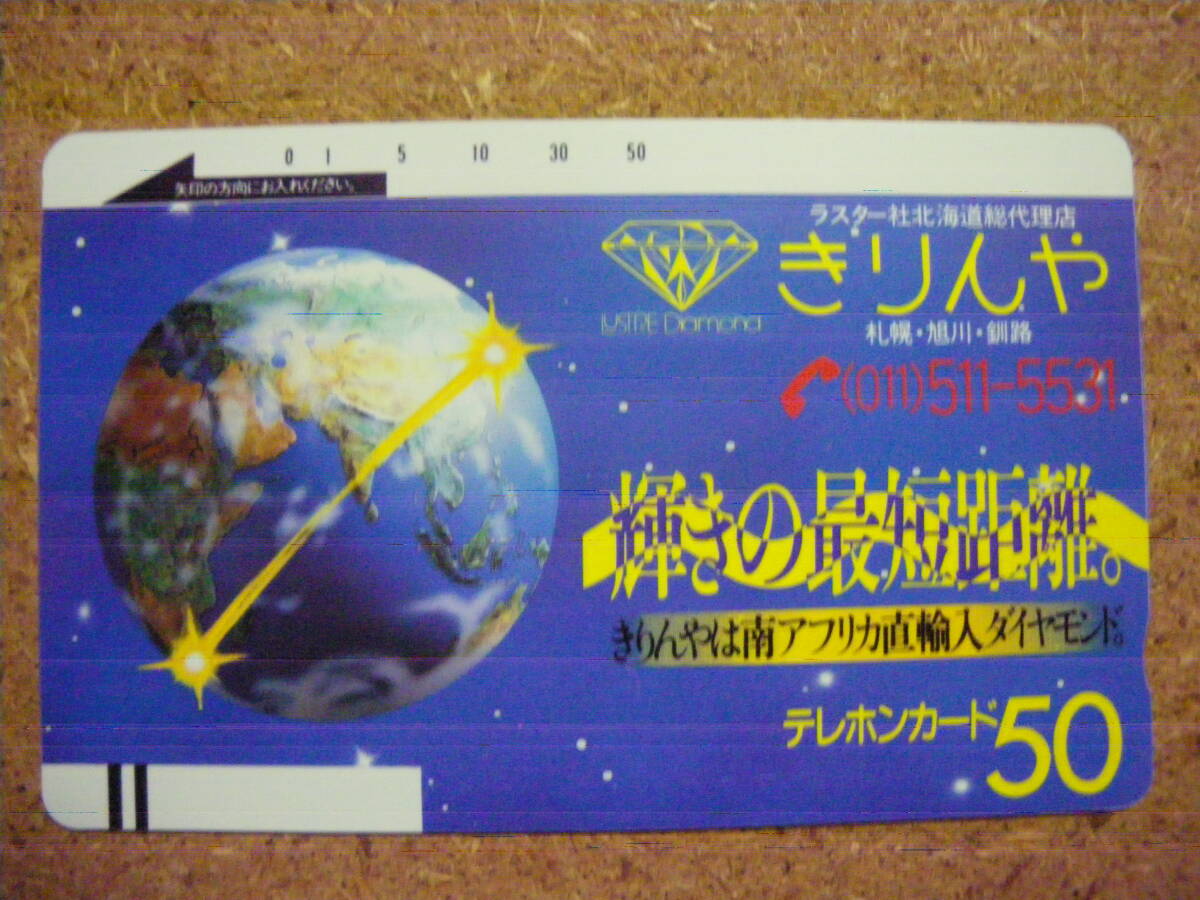 0 1 5 10 30 50
矢印の方向にお入れください。
ラスター社北海道総代理店
きりんや
LUSTRE Diamond
札幌・旭川・釧路
(011)511-5531
輝きの最短距離。
きりんやは南アフリカ直輸入ダイヤモンド。
テレホンカード50